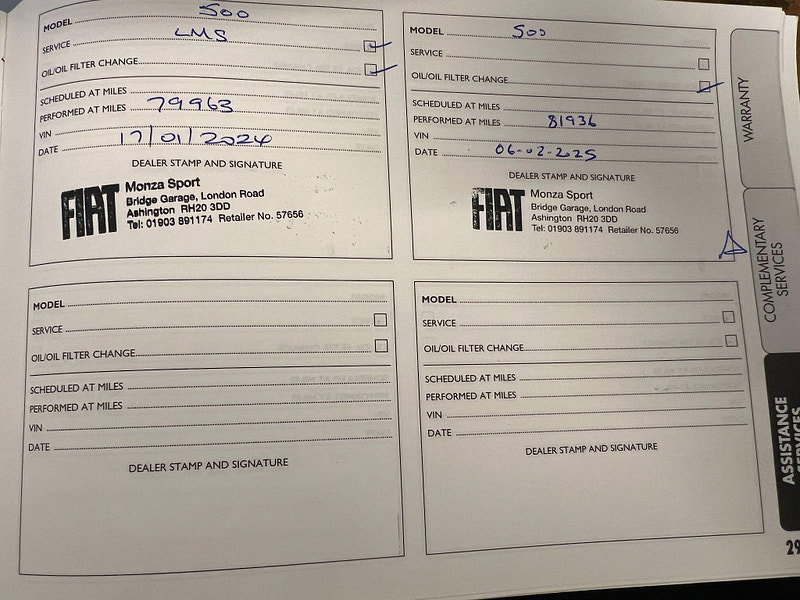 MODEL 500
SERVICE LMS
OIL/OIL FILTER CHANGE
SCHEDULED AT MILES
PERFORMED AT MILES 79963
VIN
DATE 17/01/2024
DEALER STAMP AND SIGNATURE
FIAT
Monza Sport
Bridge Garage, London Road
Ashington RH20 3DD
Tel: 01903 891174 Retailer No. 57656
MODEL 500
SERVICE
OIL/OIL FILTER CHANGE
SCHEDULED AT MILES
PERFORMED AT MILES 81936
VIN
DATE 06-02-2025
DEALER STAMP AND SIGNATURE
FIAT
Monza Sport
Bridge Garage, London Road
Ashington RH20 3DD
Tel: 01903 891174 Retailer No. 57656
MODEL
SERVICE
OIL/OIL FILTER CHANGE
SCHEDULED AT MILES
PERFORMED AT MILES
VIN
DATE
DEALER STAMP AND SIGNATURE
MODEL
SERVICE
OIL/OIL FILTER CHANGE
SCHEDULED AT MILES
PERFORMED AT MILES
VIN
DATE
DEALER STAMP AND SIGNATURE
WARRANTY
COMPLEMENTARY
SERVICES
ASSISTANCE
SERVICES
29